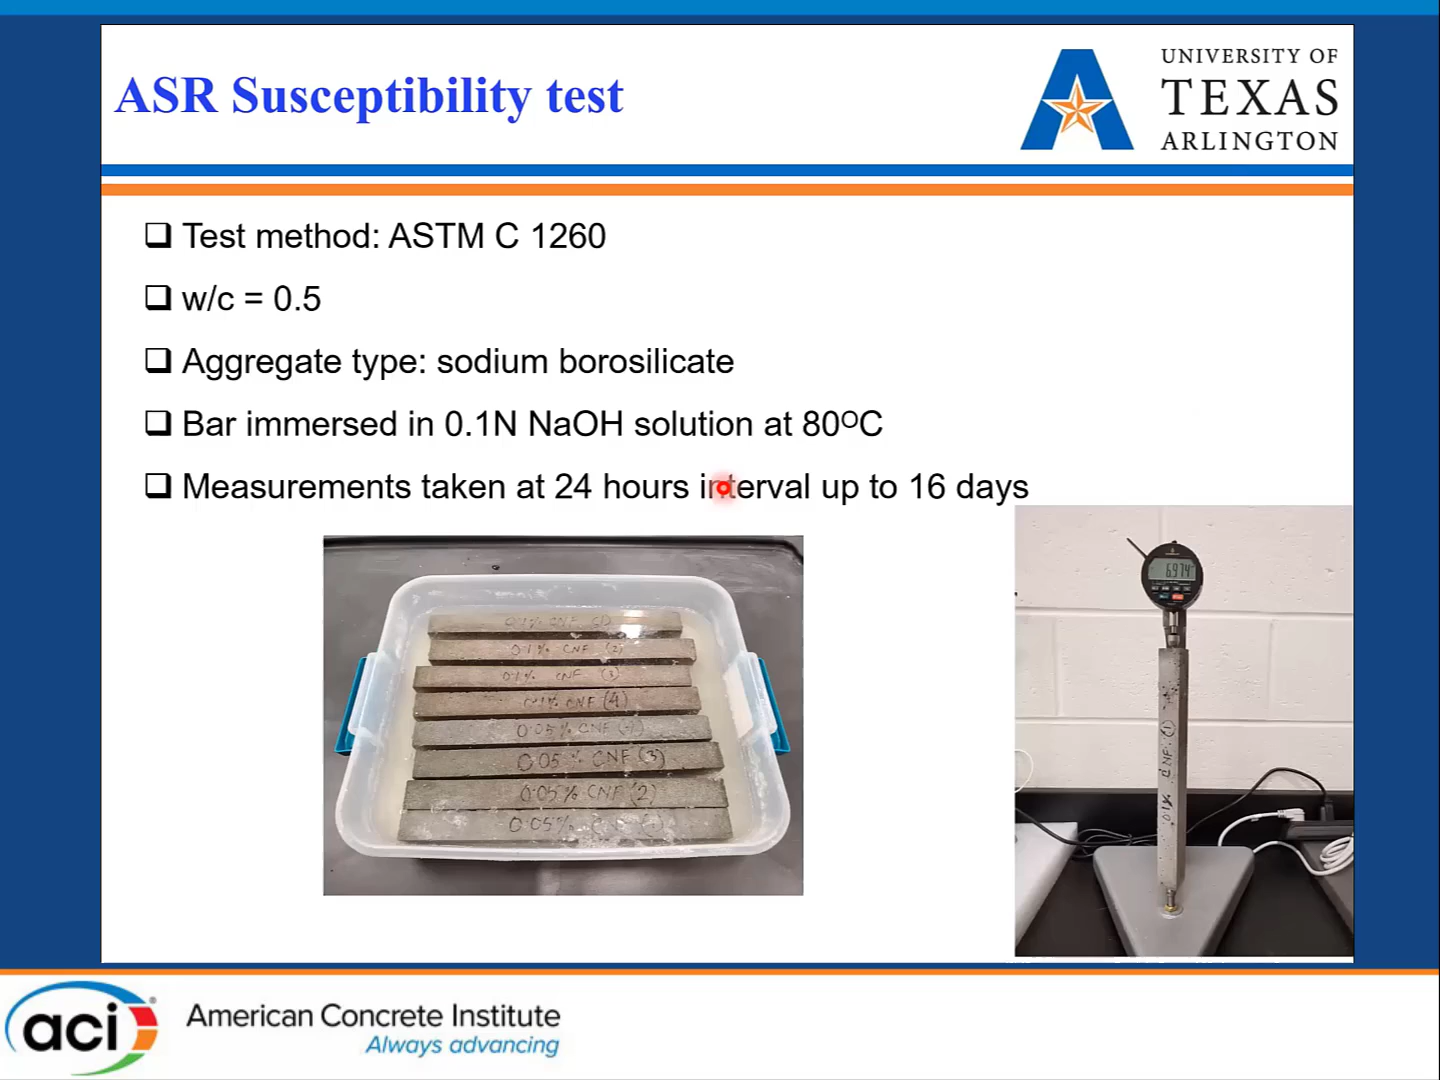 ASR Susceptibility test
UNIVERSITY OF
TEXAS
ARLINGTON
Test method: ASTM C 1260
w/c = 0.5
Aggregate type: sodium borosilicate
Bar immersed in 0.1N NaOH solution at 80ᴼC
Measurements taken at 24 hours interval up to 16 days
0.1% CNF (2)
0.1% CNF (3)
0.1% CNF (4)
0.05% CNF (4)
0.05% CNF (3)
0.05% CNF (2)
0.05%
6.974
0.1% CNF (1)
aci
American Concrete Institute
Always advancing